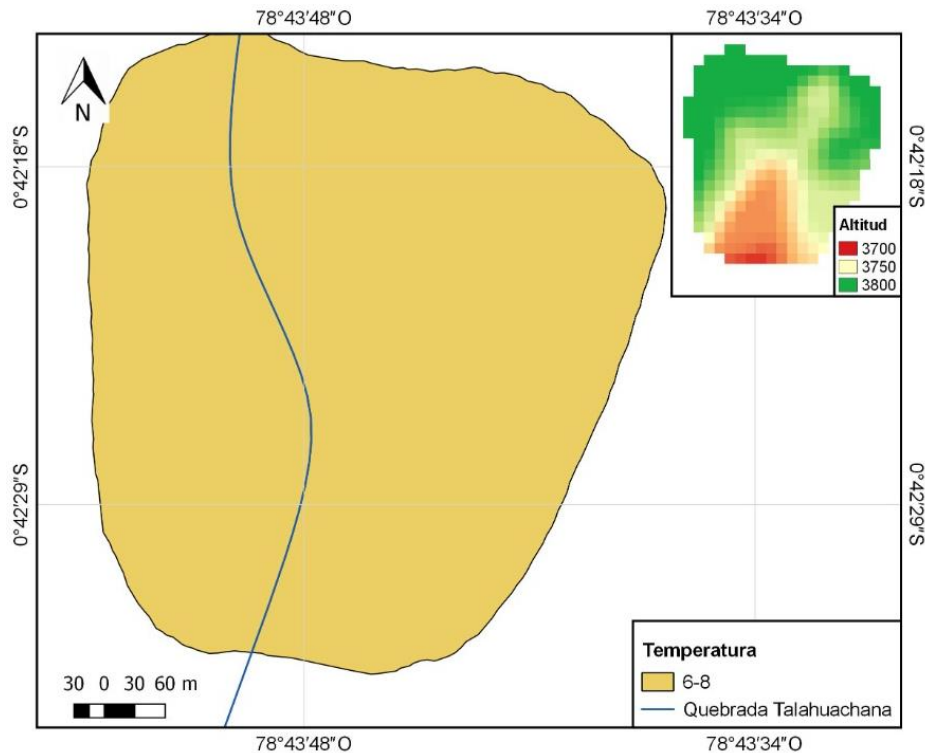 78°43′48″O 78°43′34″O
N
0°42′18″S
0°42′18″S
Altitud
3700
3750
3800
0°42′29″S
0°42′29″S
Temperatura
6-8
Quebrada Talahuachana
30 0 30 60 m
78°43′48″O 78°43′34″O